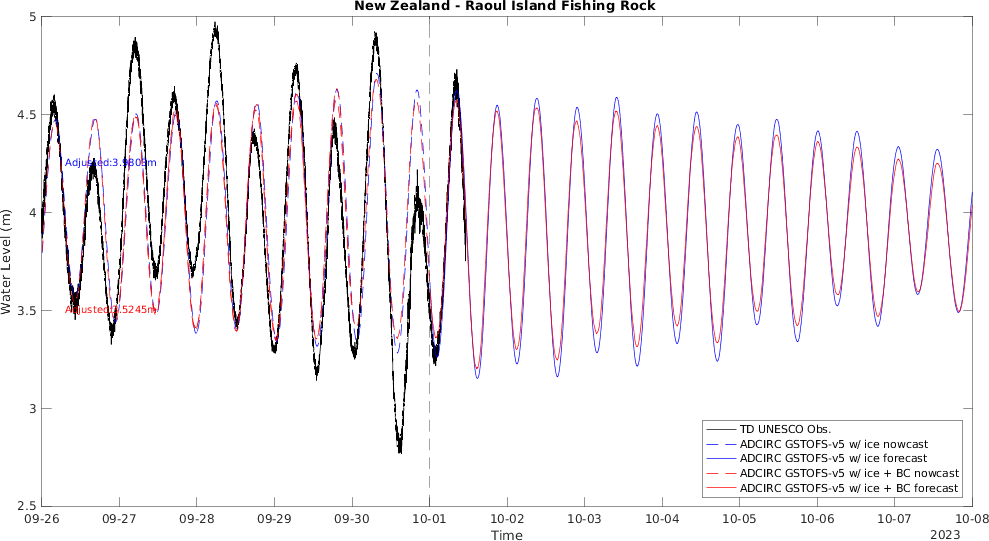 New Zealand - Raoul Island Fishing Rock
5
4.5
4
3.5
3
2.5
Water Level (m)
Adjusted:3.9803m
TD UNESCO Obs.
ADCIRC GSTOFS-v5 w/ ice nowcast
ADCIRC GSTOFS-v5 w/ ice forecast
ADCIRC GSTOFS-v5 w/ ice + BC nowcast
ADCIRC GSTOFS-v5 w/ ice + BC forecast
09-26 09-27 09-28 09-29 09-30 10-01 10-02 10-03 10-04 10-05 10-06 10-07 10-08
Time
2023